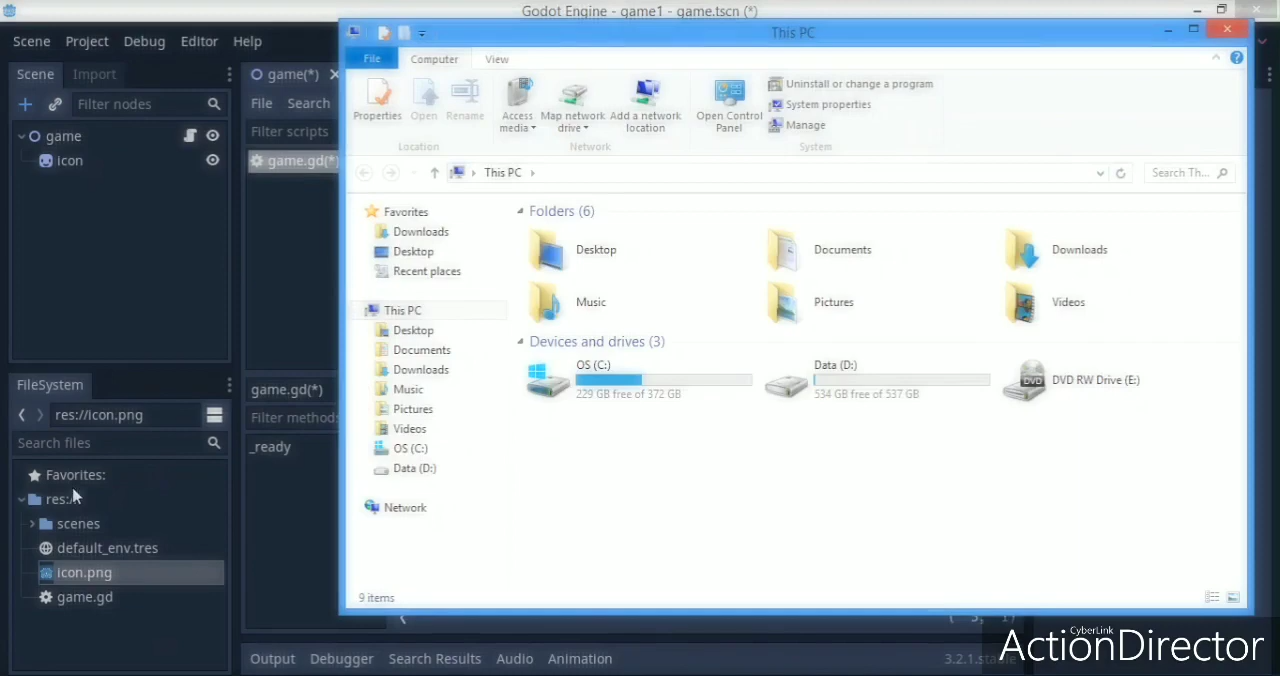 Godot Engine - game1 - game.tscn (*)
Scene Project Debug Editor Help
This PC
Scene Import
game(*)
File Computer View
Filter nodes
File Search
Properties Open Rename
Access media
Map network drive
Add a network location
Open Control Panel
Uninstall or change a program
System properties
Manage
Location Network System
game
icon
Filter scripts
game.gd(*)
This PC
Search Th...
Favorites
Downloads
Desktop
Recent places
This PC
Desktop
Documents
Downloads
Music
Pictures
Videos
OS (C:)
Data (D:)
Network
Folders (6)
Desktop Documents Downloads
Music Pictures Videos
Devices and drives (3)
OS (C:)
229 GB free of 372 GB
Data (D:)
534 GB free of 537 GB
DVD RW Drive (E:)
9 items
FileSystem
res://icon.png
Search files
Favorites:
res://
scenes
default_env.tres
icon.png
game.gd
game.gd(*)
Filter methods
_ready
Output Debugger Search Results Audio Animation
3.2.1.stable
CyberLink
ActionDirector